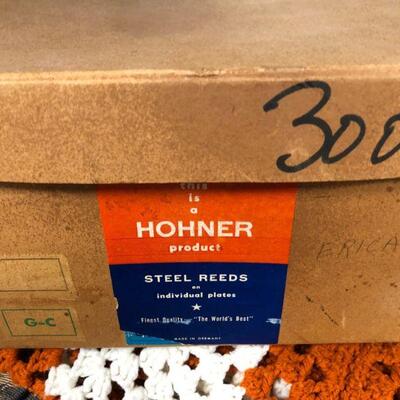 300
this
is
a
HOHNER
product
STEEL REEDS
on
individual plates
Finest Quality "The World's Best"
MADE IN GERMANY
ERICA
G-C